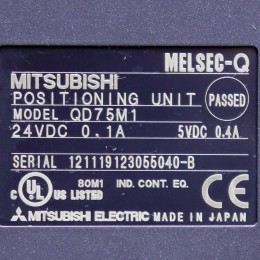 MELSEC-Q
MITSUBISHI
POSITIONING UNIT
PASSED
MODEL QD75M1
24VDC 0.1A 5VDC 0.4A
SERIAL 121119123055040-B
C UL US LISTED 80M1 IND. CONT. EQ.
MITSUBISHI ELECTRIC MADE IN JAPAN